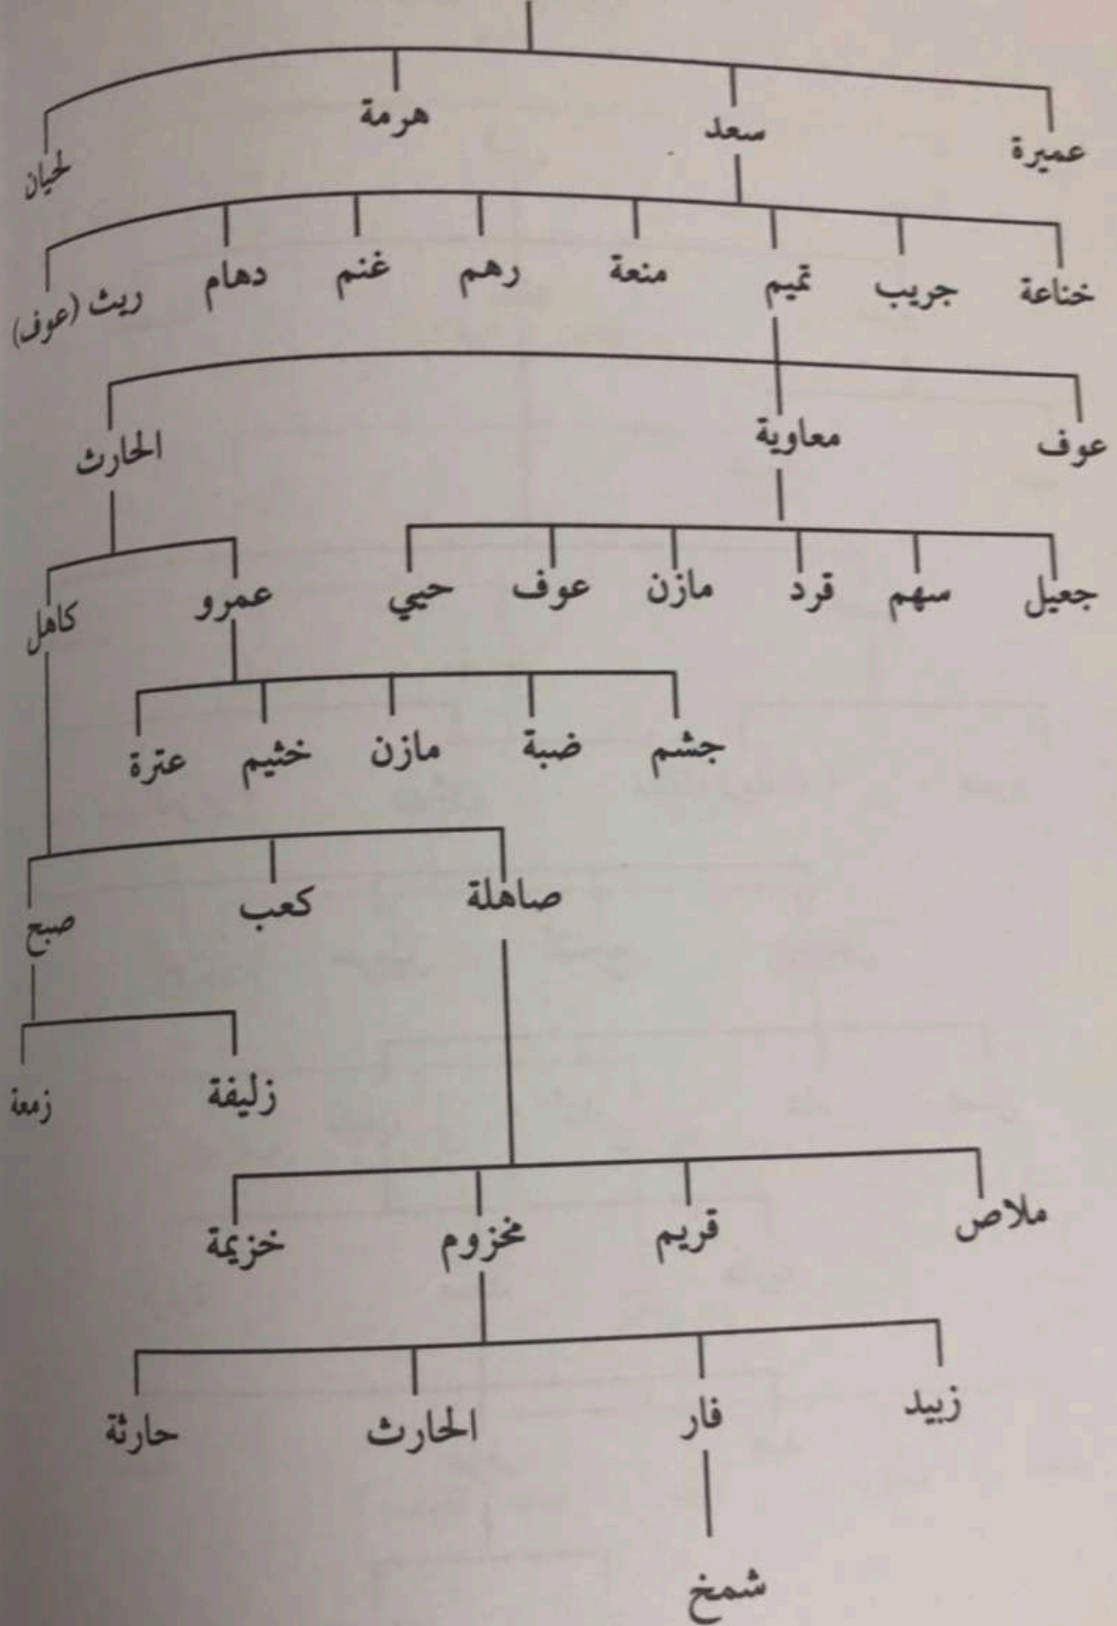 عميرة سعد هرمة لحيان
خناعة جريب تميم منعة رهم غنم دهام ريث (عوف)
عوف معاوية الحارث
جعيل سهم قرد مازن عوف حيي عمرو كاهل
جشم ضبة مازن خثيم عترة
صاهلة كعب صبح
زليفة زمعة
ملاص قريم مخزوم خزيمة
زبيد فار الحارث حارثة
شمخ